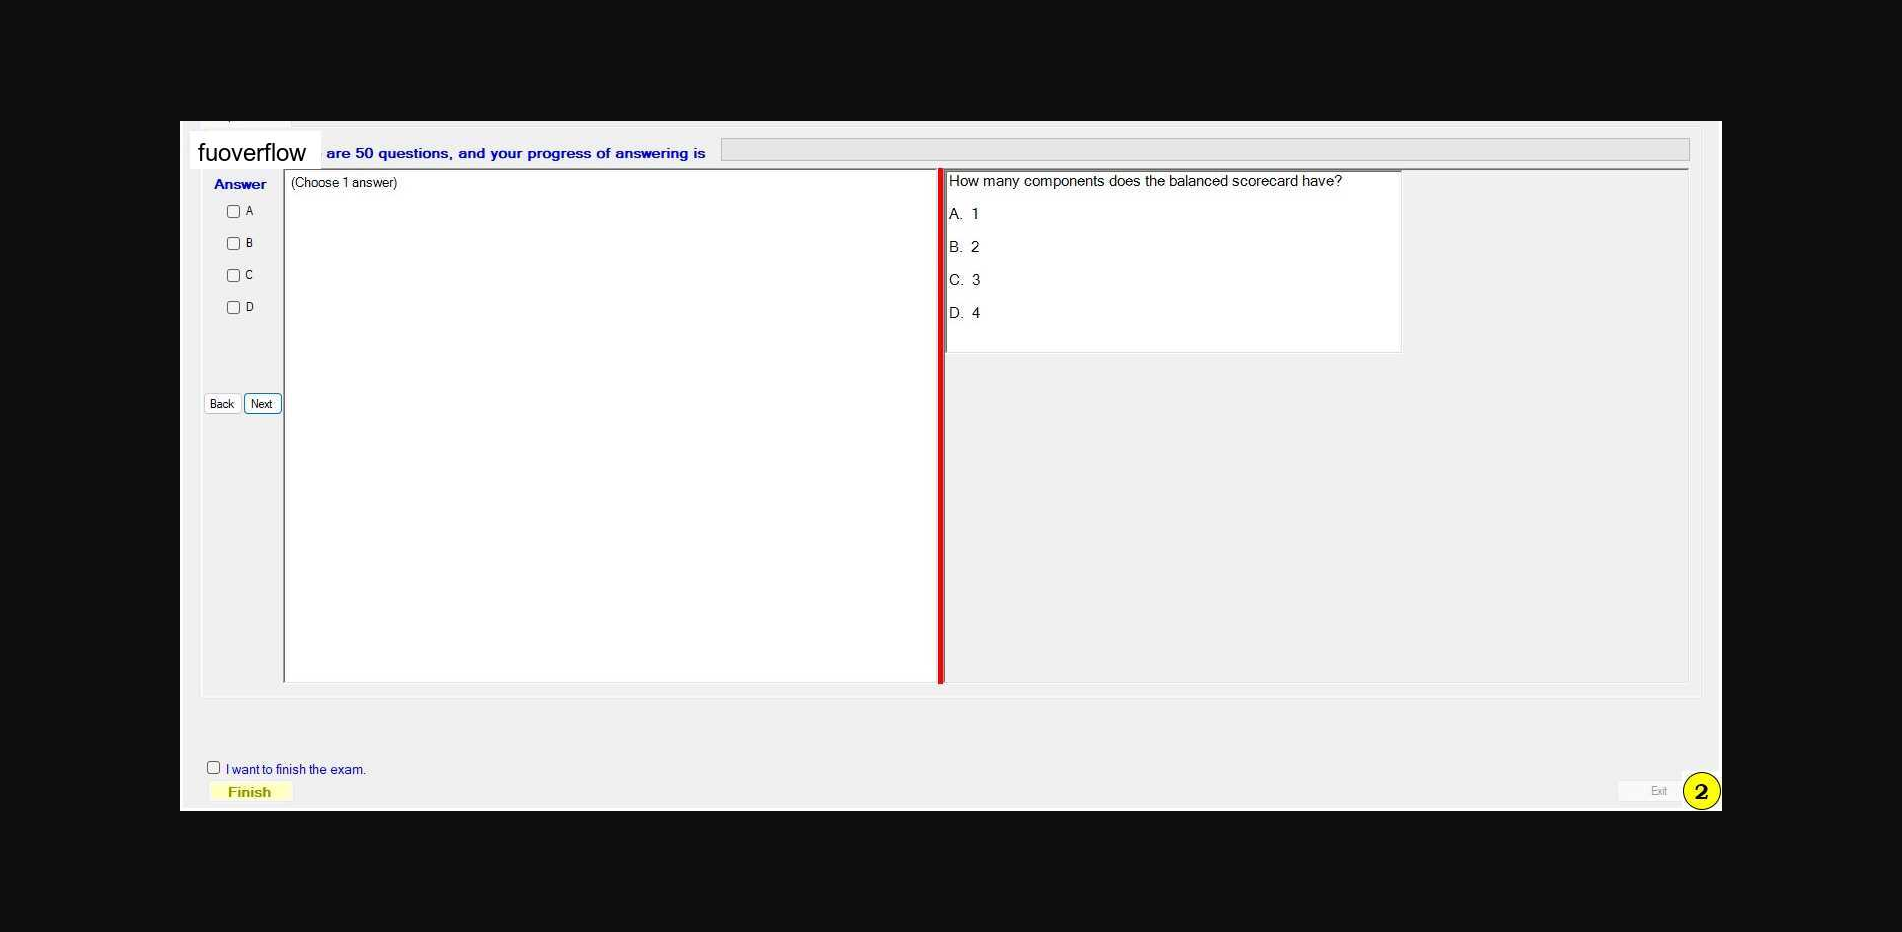 fuoverflow are 50 questions, and your progress of answering is
Answer
(Choose 1 answer)
A
B
C
D
Back Next
How many components does the balanced scorecard have?
A. 1
B. 2
C. 3
D. 4
I want to finish the exam.
Finish
Exit
2